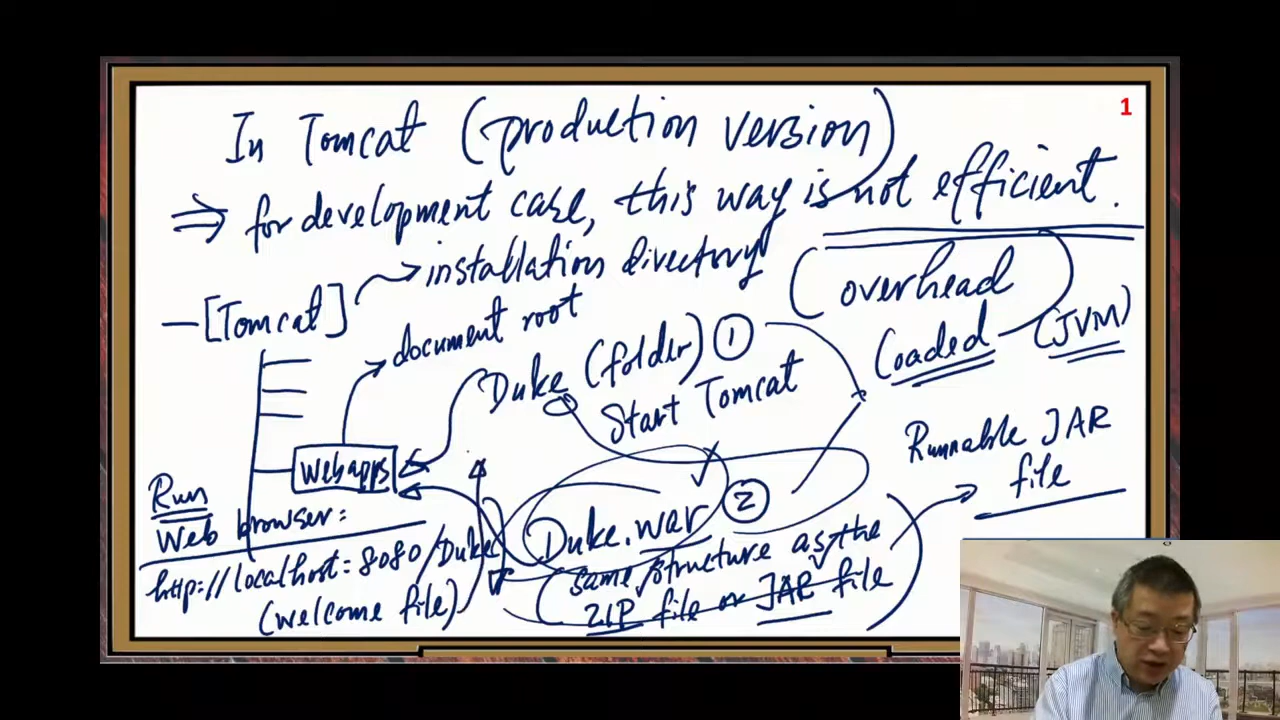 1
In Tomcat (production version)
⇒ for development case, this way is not efficient.
(overhead
Loaded (JVM)
[Tomcat] → installation directory
document root
Duke (folder) ①
Start Tomcat
Webapps
Runnable JAR
file
Duke.war ②
(same structure as the
ZIP file or JAR file
Run
Web browser:
http://localhost:8080/Duke
(welcome file)